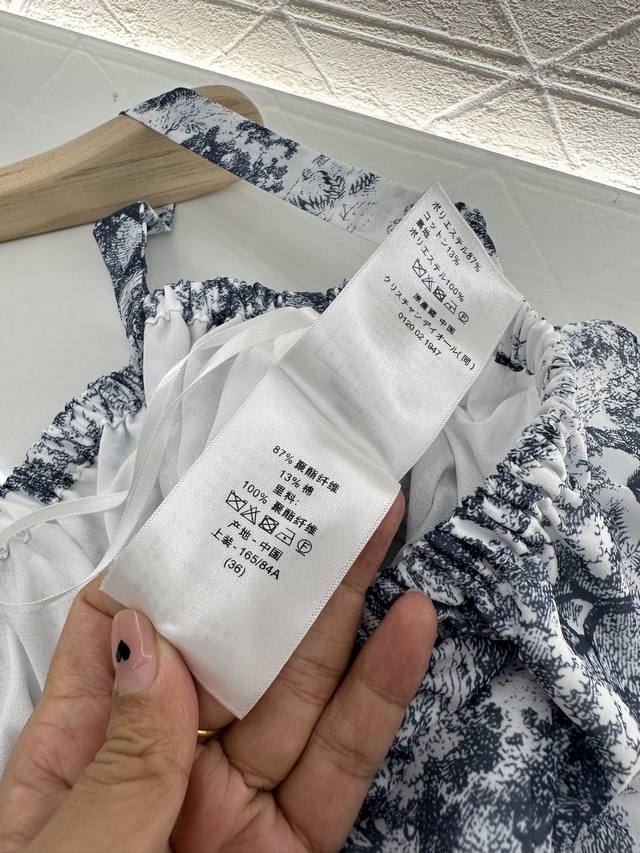 ポリエステル87%
コットン13%
裏地
ポリエステル100%
原産国 中国
クリスチャン ディオール(同)
0120 02 1947
87% 聚酯纤维
13% 棉
里料:
100% 聚酯纤维
F
产地 - 中国
上装 - 165/84A
(36)